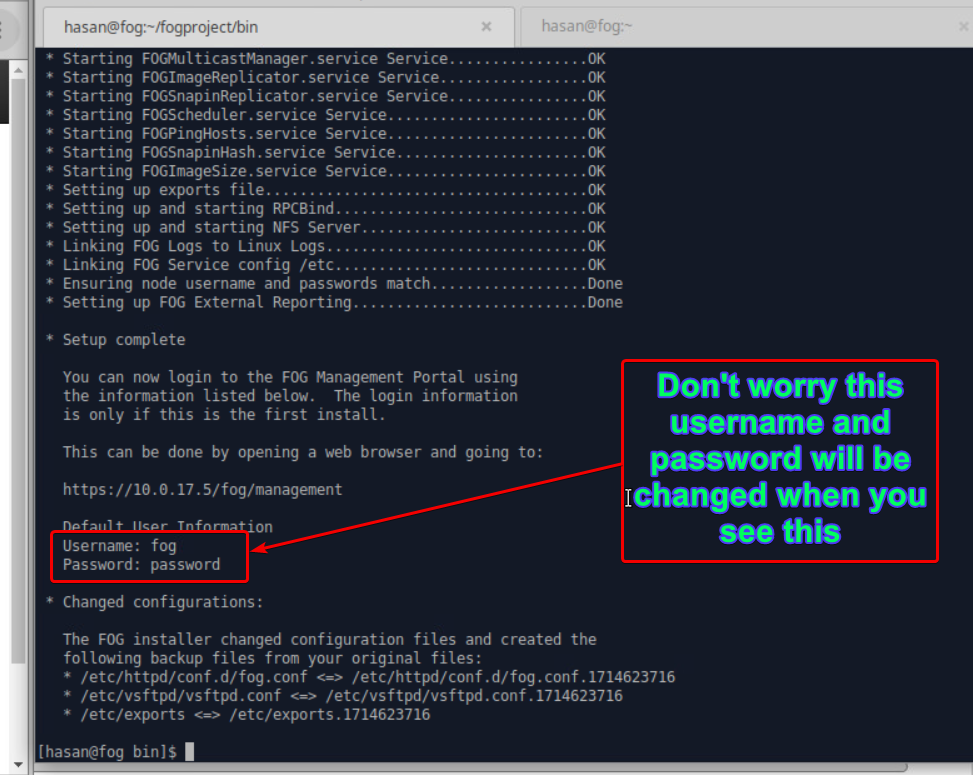 hasan@fog:~/fogproject/bin
hasan@fog:~
* Starting FOGMulticastManager.service Service................OK
* Starting FOGImageReplicator.service Service.................OK
* Starting FOGSnapinReplicator.service Service................OK
* Starting FOGScheduler.service Service.......................OK
* Starting FOGPingHosts.service Service.......................OK
* Starting FOGSnapinHash.service Service......................OK
* Starting FOGImageSize.service Service.......................OK
* Setting up exports file.....................................OK
* Setting up and starting RPCBind.............................OK
* Setting up and starting NFS Server..........................OK
* Linking FOG Logs to Linux Logs..............................OK
* Linking FOG Service config /etc.............................OK
* Ensuring node username and passwords match..................Done
* Setting up FOG External Reporting...........................Done
* Setup complete
You can now login to the FOG Management Portal using
the information listed below.  The login information
is only if this is the first install.
This can be done by opening a web browser and going to:
https://10.0.17.5/fog/management
Default User Information
Username: fog
Password: password
Don't worry this
username and
password will be
changed when you
see this
* Changed configurations:
The FOG installer changed configuration files and created the
following backup files from your original files:
* /etc/httpd/conf.d/fog.conf <=> /etc/httpd/conf.d/fog.conf.1714623716
* /etc/vsftpd/vsftpd.conf <=> /etc/vsftpd/vsftpd.conf.1714623716
* /etc/exports <=> /etc/exports.1714623716
[hasan@fog bin]$